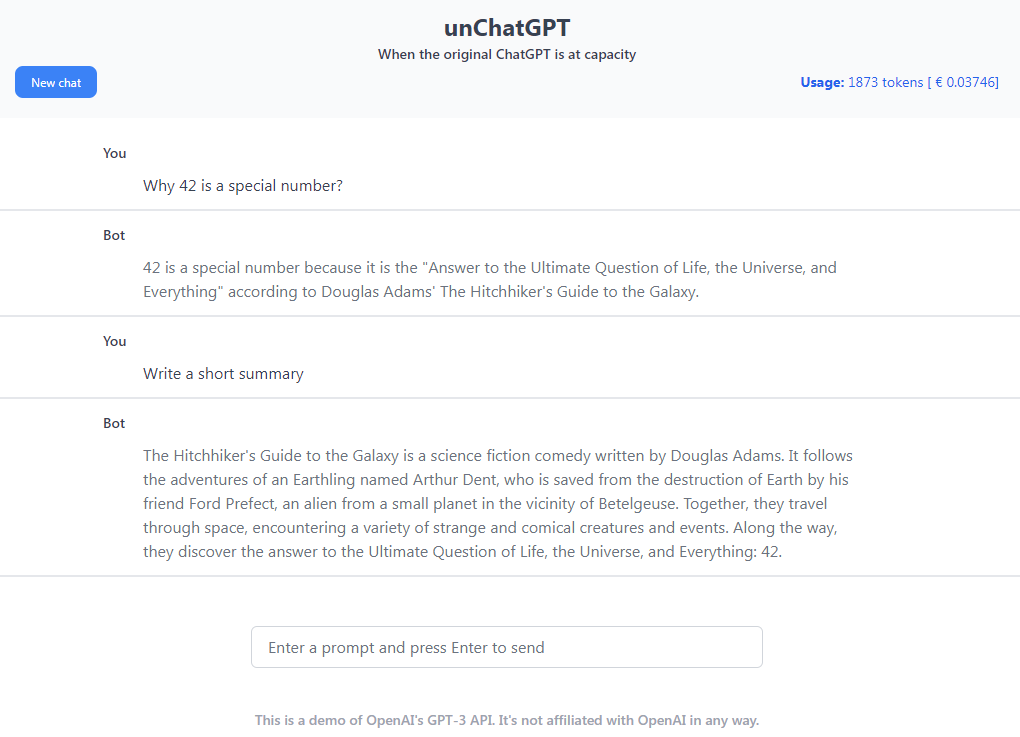 unChatGPT
When the original ChatGPT is at capacity
New chat
Usage: 1873 tokens [ € 0.03746]
You
Why 42 is a special number?
Bot
42 is a special number because it is the "Answer to the Ultimate Question of Life, the Universe, and
Everything" according to Douglas Adams' The Hitchhiker's Guide to the Galaxy.
You
Write a short summary
Bot
The Hitchhiker's Guide to the Galaxy is a science fiction comedy written by Douglas Adams. It follows
the adventures of an Earthling named Arthur Dent, who is saved from the destruction of Earth by his
friend Ford Prefect, an alien from a small planet in the vicinity of Betelgeuse. Together, they travel
through space, encountering a variety of strange and comical creatures and events. Along the way,
they discover the answer to the Ultimate Question of Life, the Universe, and Everything: 42.
Enter a prompt and press Enter to send
This is a demo of OpenAI's GPT-3 API. It's not affiliated with OpenAI in any way.